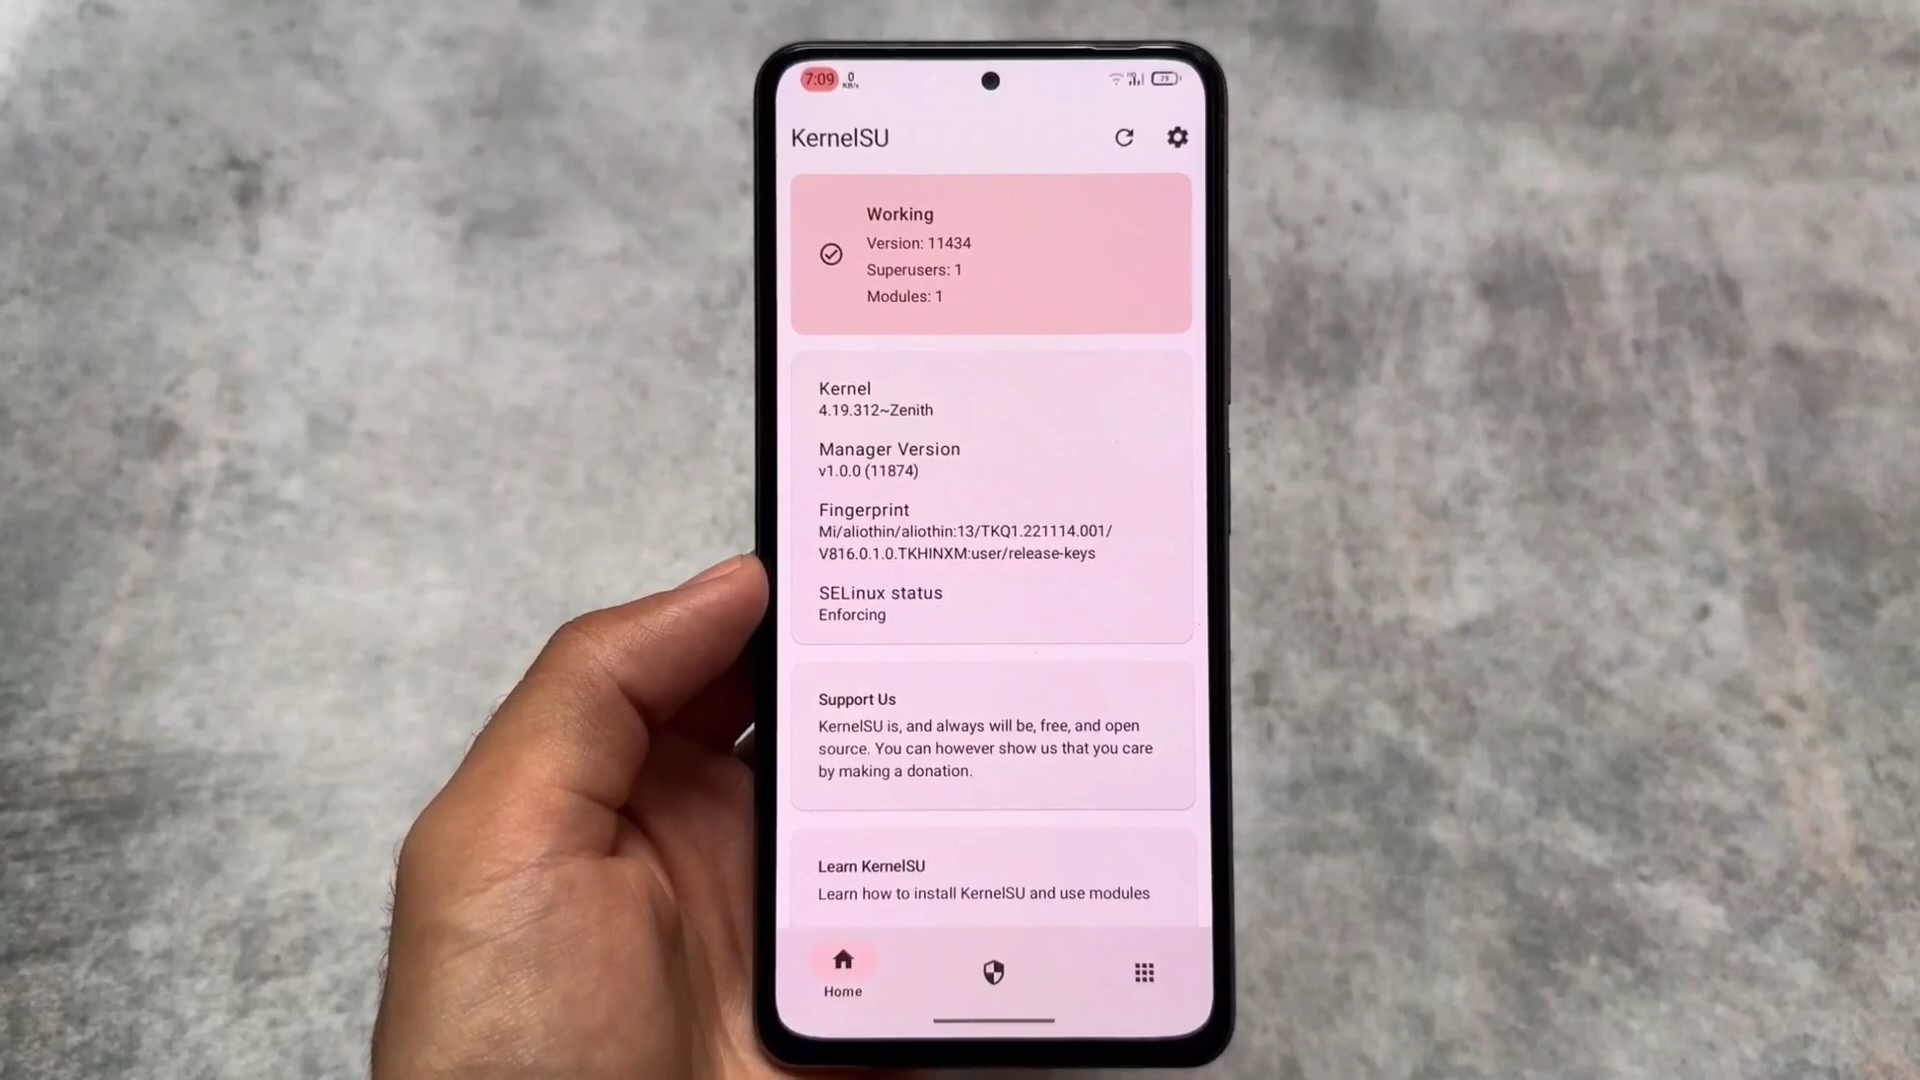 7:09 0 KB/s 79
KernelSU
Working
Version: 11434
Superusers: 1
Modules: 1
Kernel
4.19.312~Zenith
Manager Version
v1.0.0 (11874)
Fingerprint
Mi/aliothin/aliothin:13/TKQ1.221114.001/
V816.0.1.0.TKHINXM:user/release-keys
SELinux status
Enforcing
Support Us
KernelSU is, and always will be, free, and open
source. You can however show us that you care
by making a donation.
Learn KernelSU
Learn how to install KernelSU and use modules
Home